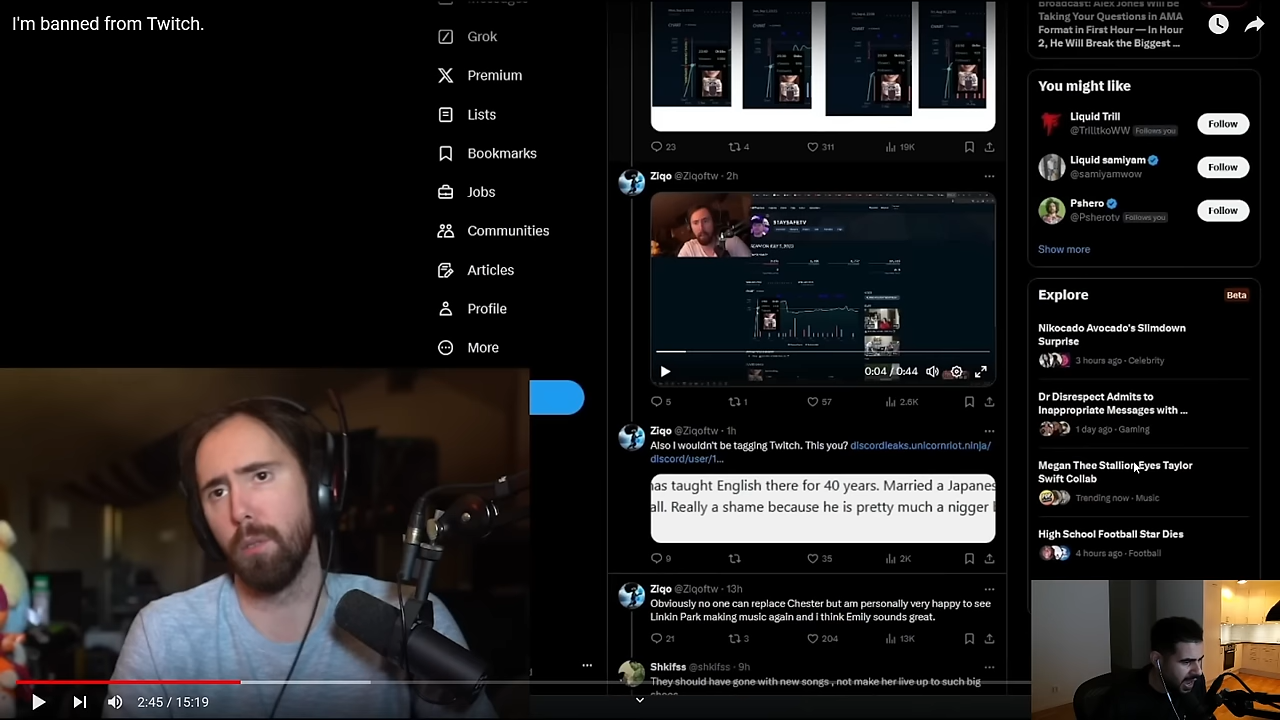 I'm banned from Twitch.
Grok
Premium
Lists
Bookmarks
Jobs
Communities
Articles
Profile
More
23
4
311
19K
Ziqo @Ziqoftw · 2h
STAYSAFETV
0:04 / 0:44
5
1
57
2.6K
Ziqo @Ziqoftw · 1h
Also I wouldn't be tagging Twitch. This you? discordleaks.unicornriot.ninja/
discord/user/1...
has taught English there for 40 years. Married a Japanes
all. Really a shame because he is pretty much a nigger
9
35
2K
Ziqo @Ziqoftw · 13h
Obviously no one can replace Chester but am personally very happy to see
Linkin Park making music again and i think Emily sounds great.
21
3
204
13K
Shkifss @shkifss · 9h
They should have gone with new songs , not make her live up to such big
shoes
Broadcast: Alex Jones Will Be
Taking Your Questions in AMA
Format in First Hour — In Hour
2, He Will Break the Biggest ...
You might like
Liquid Trill
@TrilltkoWW Follows you
Follow
Liquid samiyam
@samiyamwow
Follow
Pshero
@Psherotv Follows you
Follow
Show more
Explore
Beta
Nikocado Avocado's Slimdown
Surprise
3 hours ago · Celebrity
Dr Disrespect Admits to
Inappropriate Messages with ...
1 day ago · Gaming
Megan Thee Stallion Eyes Taylor
Swift Collab
Trending now · Music
High School Football Star Dies
4 hours ago · Football
2:45 / 15:19